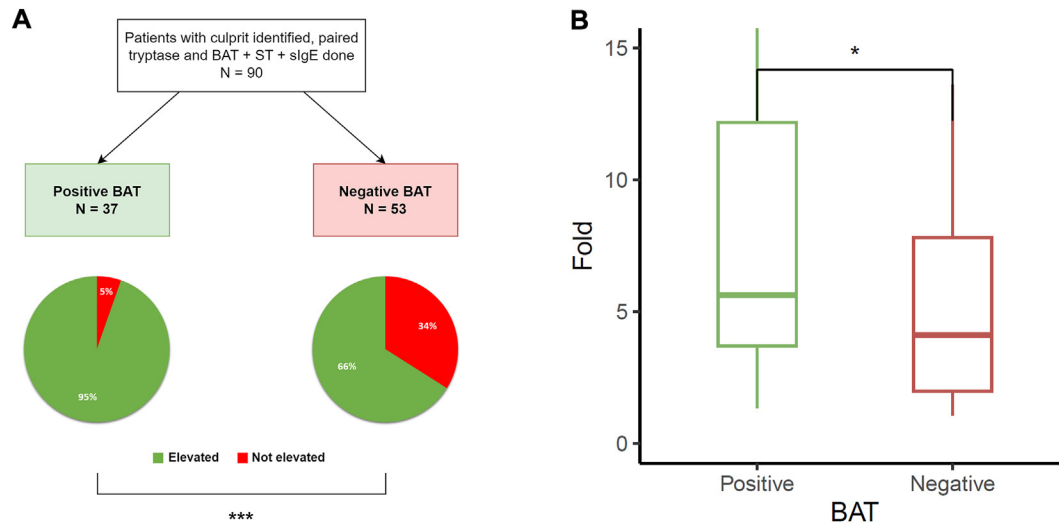 A
Patients with culprit identified, paired
tryptase and BAT + ST + sIgE done
N = 90
Positive BAT
N = 37
Negative BAT
N = 53
5%
95%
34%
66%
Elevated
Not elevated
***
B
*
15
10
5
0
Fold
Positive
Negative
BAT